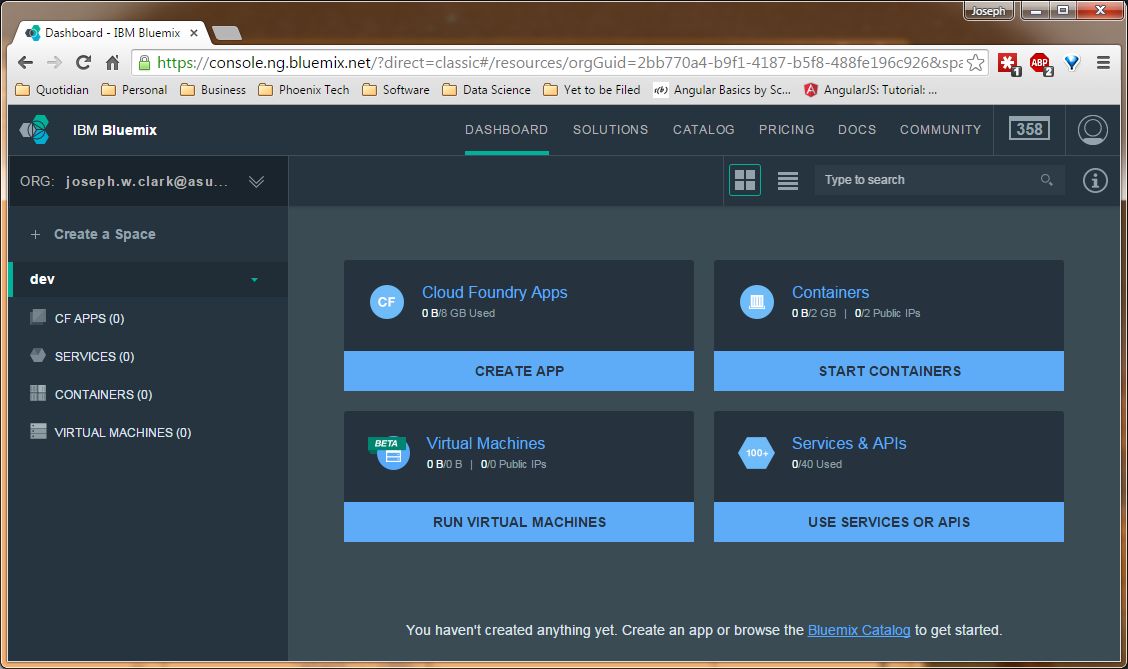 Joseph
Dashboard - IBM Bluemix
https://console.ng.bluemix.net/?direct=classic#/resources/orgGuid=2bb770a4-b9f1-4187-b5f8-488fe196c926&spa
1
ABP
2
Quotidian Personal Business Phoenix Tech Software Data Science Yet to be Filed Angular Basics by Sc... AngularJS: Tutorial: ...
IBM Bluemix
DASHBOARD SOLUTIONS CATALOG PRICING DOCS COMMUNITY
358
ORG: joseph.w.clark@asu...
Type to search
+ Create a Space
dev
CF APPS (0)
SERVICES (0)
CONTAINERS (0)
VIRTUAL MACHINES (0)
CF
Cloud Foundry Apps
0 B/8 GB Used
CREATE APP
Containers
0 B/2 GB | 0/2 Public IPs
START CONTAINERS
BETA
Virtual Machines
0 B/0 B | 0/0 Public IPs
RUN VIRTUAL MACHINES
100+
Services & APIs
0/40 Used
USE SERVICES OR APIS
You haven't created anything yet. Create an app or browse the Bluemix Catalog to get started.